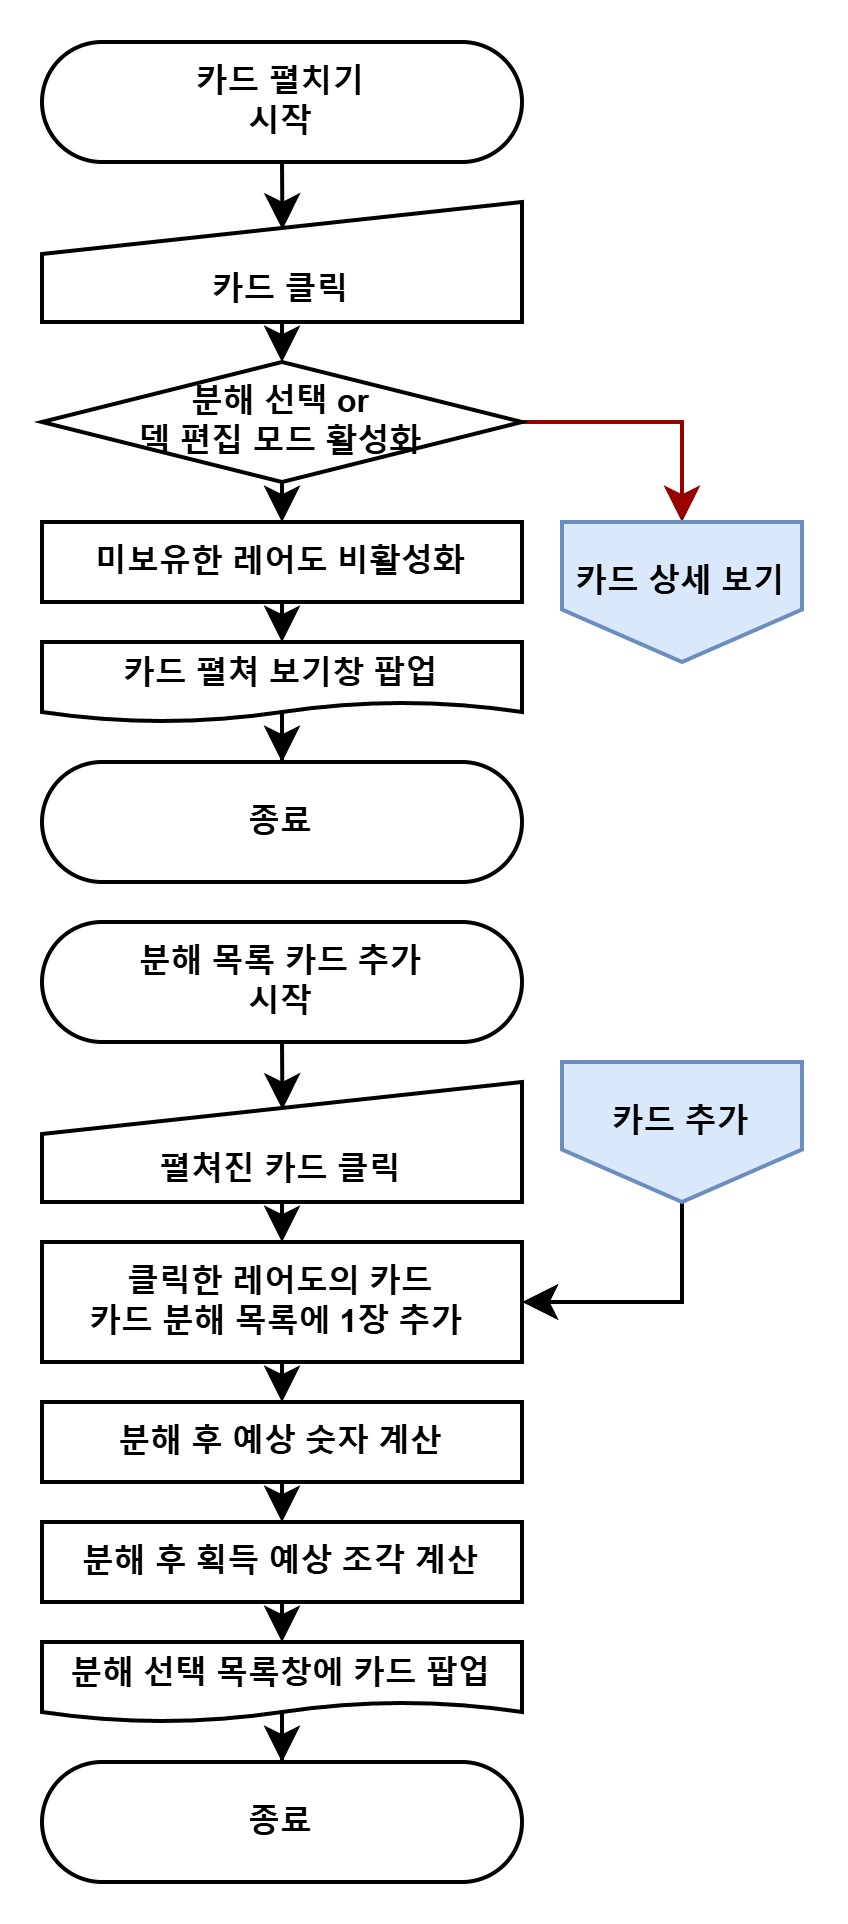 카드 펼치기
시작
카드 클릭
분해 선택 or
덱 편집 모드 활성화
미보유한 레어도 비활성화
카드 상세 보기
카드 펼쳐 보기창 팝업
종료
분해 목록 카드 추가
시작
카드 추가
펼쳐진 카드 클릭
클릭한 레어도의 카드
카드 분해 목록에 1장 추가
분해 후 예상 숫자 계산
분해 후 획득 예상 조각 계산
분해 선택 목록창에 카드 팝업
종료